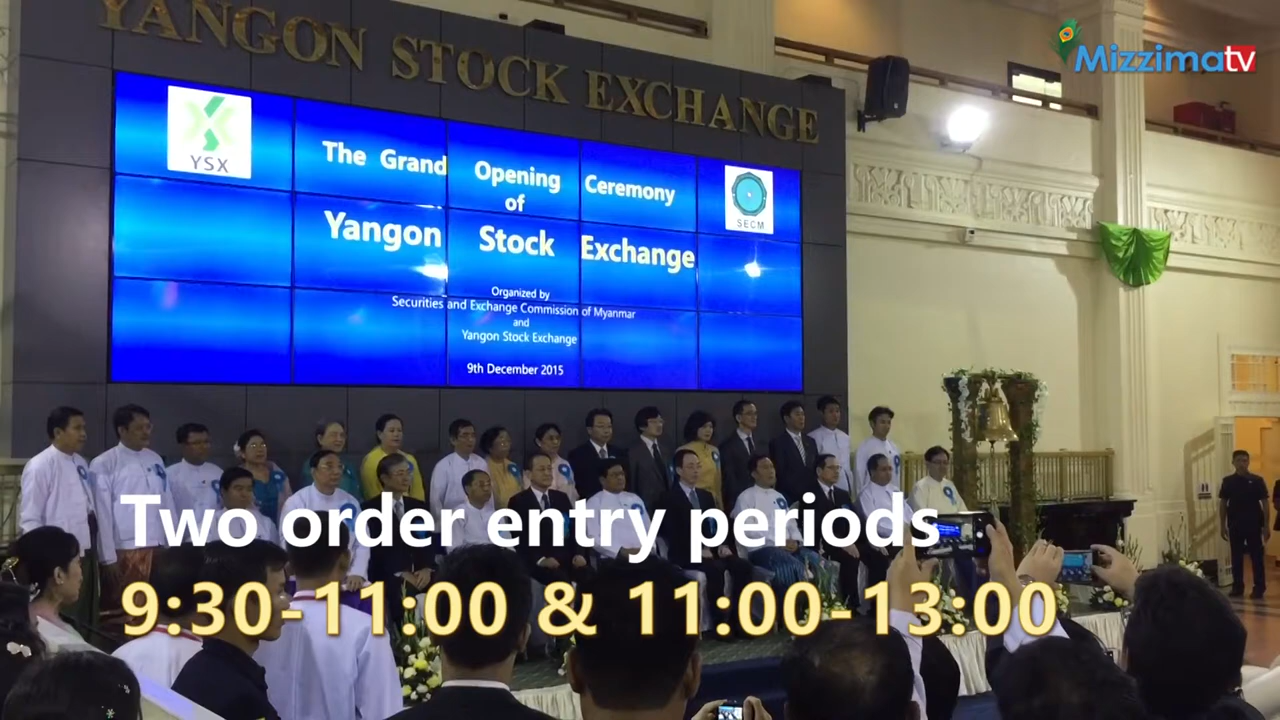 YANGON STOCK EXCHANGE
Mizzimatv
YSX
The Grand Opening Ceremony
of
Yangon Stock Exchange
SECM
Organized by
Securities and Exchange Commission of Myanmar
and
Yangon Stock Exchange
9th December 2015
Two order entry periods
9:30-11:00 & 11:00-13:00